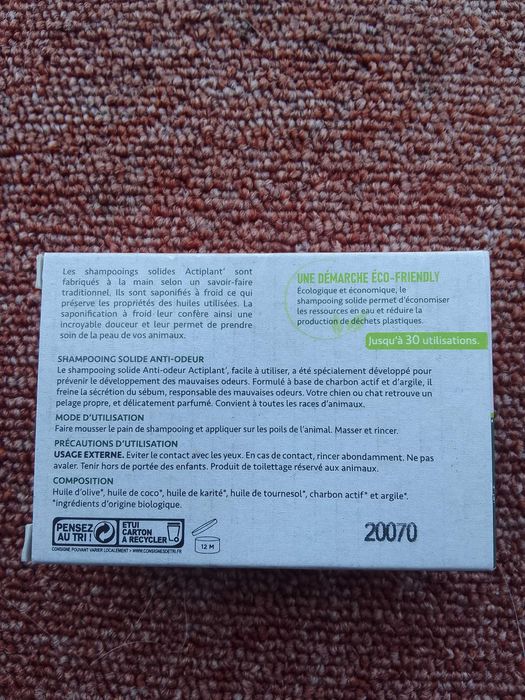 Les shampooings solides Actiplant' sont
fabriqués à la main selon un savoir-faire
traditionnel. Ils sont saponifiés à froid ce qui
préserve les propriétés des huiles utilisées. La
saponification à froid leur confère ainsi une
incroyable douceur et leur permet de prendre
soin de la peau de vos animaux.
UNE DÉMARCHE ÉCO-FRIENDLY
Écologique et économique, le
shampooing solide permet d'économiser
les ressources en eau et réduire la
production de déchets plastiques.
Jusqu'à 30 utilisations.
SHAMPOOING SOLIDE ANTI-ODEUR
Le shampooing solide Anti-odeur Actiplant', facile à utiliser, a été spécialement développé pour
prévenir le développement des mauvaises odeurs. Formulé à base de charbon actif et d'argile, il
freine la sécrétion du sébum, responsable des mauvaises odeurs. Votre chien ou chat retrouve un
pelage propre, et délicatement parfumé. Convient à toutes les races d'animaux.
MODE D'UTILISATION
Faire mousser le pain de shampooing et appliquer sur les poils de l'animal. Masser et rincer.
PRÉCAUTIONS D'UTILISATION
USAGE EXTERNE. Éviter le contact avec les yeux. En cas de contact, rincer abondamment. Ne pas
avaler. Tenir hors de portée des enfants. Produit de toilettage réservé aux animaux.
COMPOSITION
Huile d'olive*, huile de coco*, huile de karité*, huile de tournesol*, charbon actif* et argile*.
*ingrédients d'origine biologique.
PENSEZ
AU TRI !
ETUI
CARTON
A RECYCLER
CONSIGNE POUVANT VARIER LOCALEMENT > WWW.CONSIGNESDETRI.FR
12 M
20070